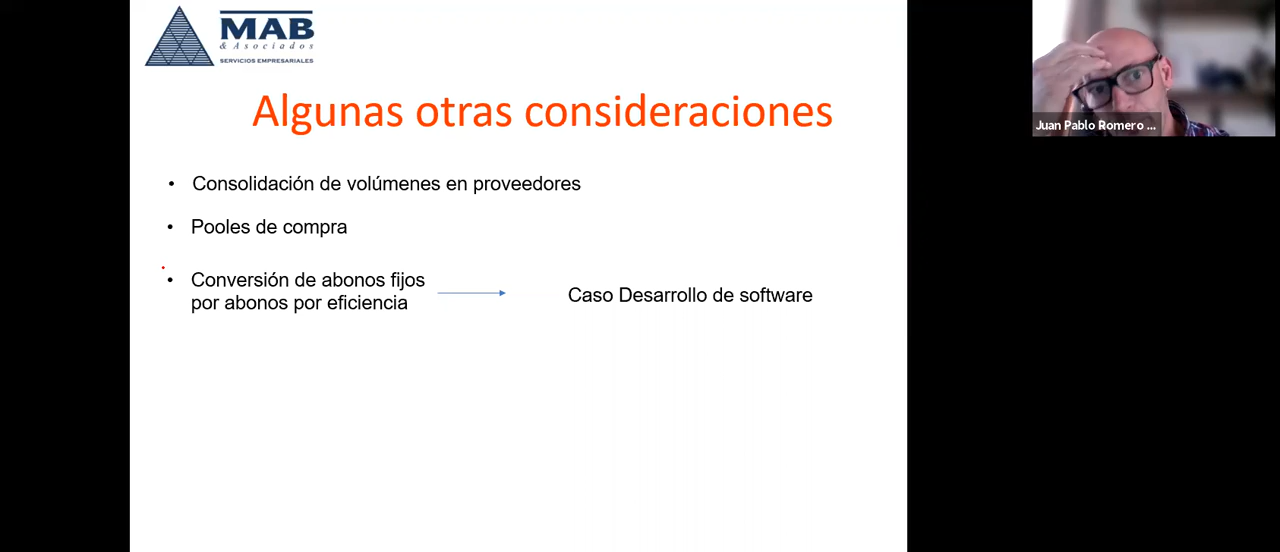 MAB
& Asociados
SERVICIOS EMPRESARIALES
Algunas otras consideraciones
• Consolidación de volúmenes en proveedores
• Pooles de compra
• Conversión de abonos fijos
por abonos por eficiencia
Caso Desarrollo de software
Juan Pablo Romero ...